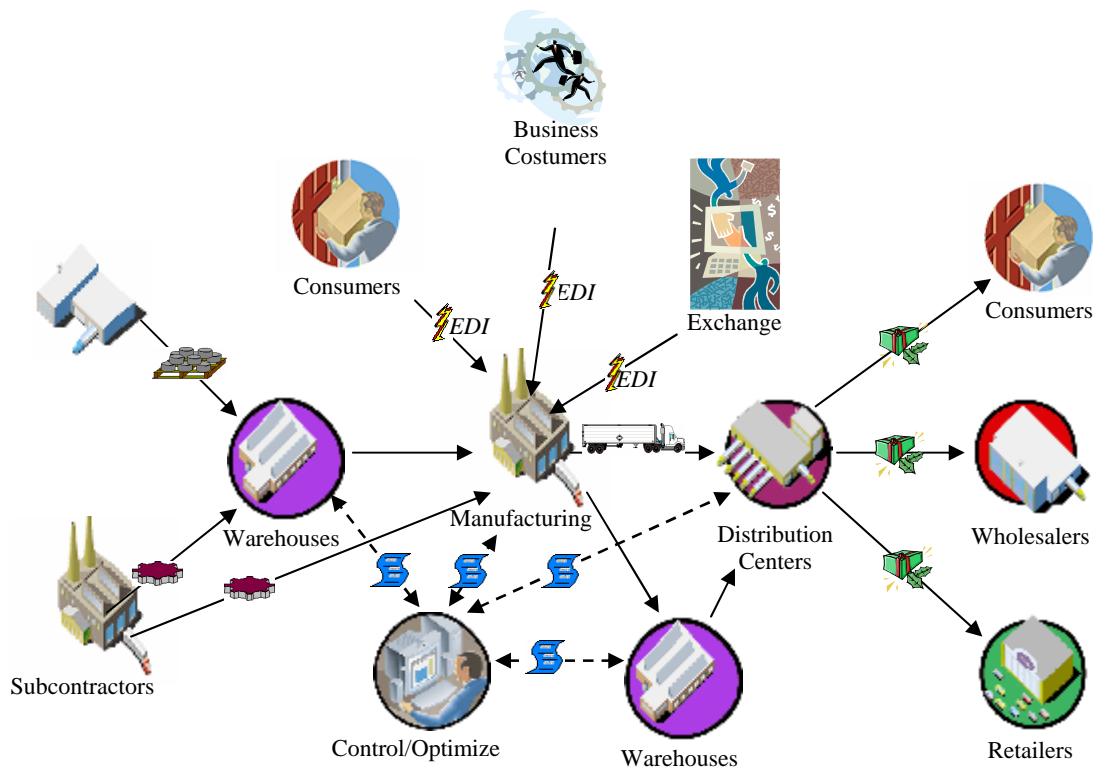 Business
Costumers
Consumers
EDI
EDI
Exchange
Consumers
EDI
Warehouses
Manufacturing
Distribution
Centers
Wholesalers
Subcontractors
Control/Optimize
Warehouses
Retailers